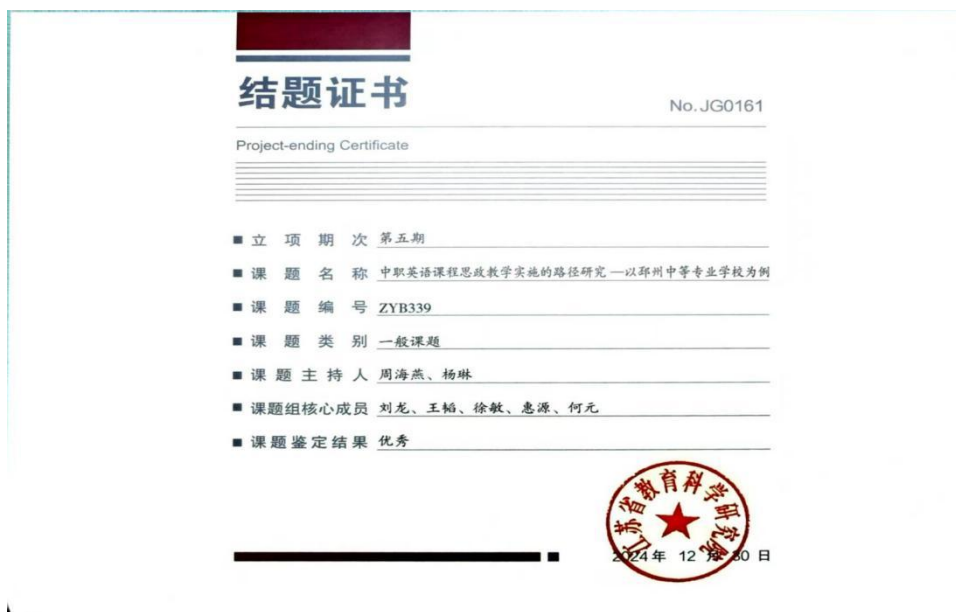 结题证书
No.JG0161
Project-ending Certificate
立项期次 第五期
课题名称 中职英语课程思政教学实施的路径研究—以邳州中等专业学校为例
课题编号 ZYB339
课题类别 一般课题
课题主持人 周海燕、杨琳
课题组核心成员 刘龙、王韬、徐敏、惠源、何元
课题鉴定结果 优秀
江苏省教育科学研究院
2024年 12 月 30 日